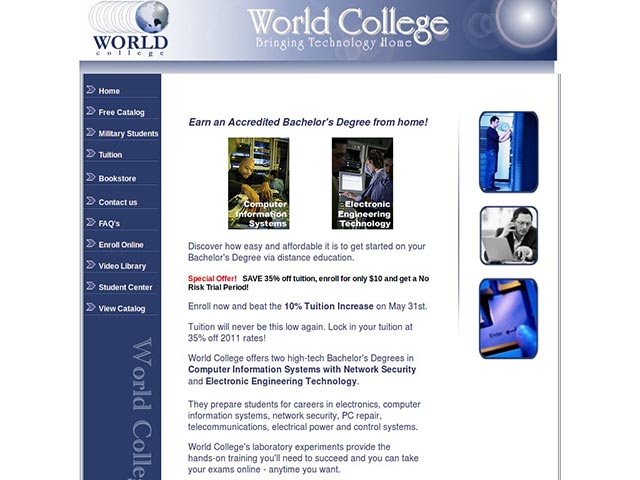 WORLD
college
World College
Bringing Technology Home
Home
Free Catalog
Military Students
Tuition
Bookstore
Contact us
FAQ's
Enroll Online
Video Library
Student Center
View Catalog
World Colle
Earn an Accredited Bachelor's Degree from home!
Computer
Information
Systems
Electronic
Engineering
Technology
Discover how easy and affordable it is to get started on your
Bachelor's Degree via distance education.
Special Offer! SAVE 35% off tuition, enroll for only $10 and get a No
Risk Trial Period!
Enroll now and beat the 10% Tuition Increase on May 31st.
Tuition will never be this low again. Lock in your tuition at
35% off 2011 rates!
World College offers two high-tech Bachelor's Degrees in
Computer Information Systems with Network Security
and Electronic Engineering Technology.
They prepare students for careers in electronics, computer
information systems, network security, PC repair,
telecommunications, electrical power and control systems.
World College's laboratory experiments provide the
hands-on training you'll need to succeed and you can take
your exams online - anytime you want.
Enter